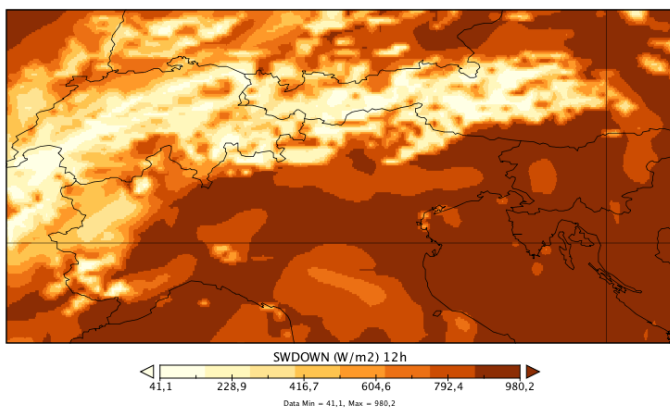 SWDOWN (W/m2) 12h
41,1 228,9 416,7 604,6 792,4 980,2
Data Min = 41,1, Max = 980,2